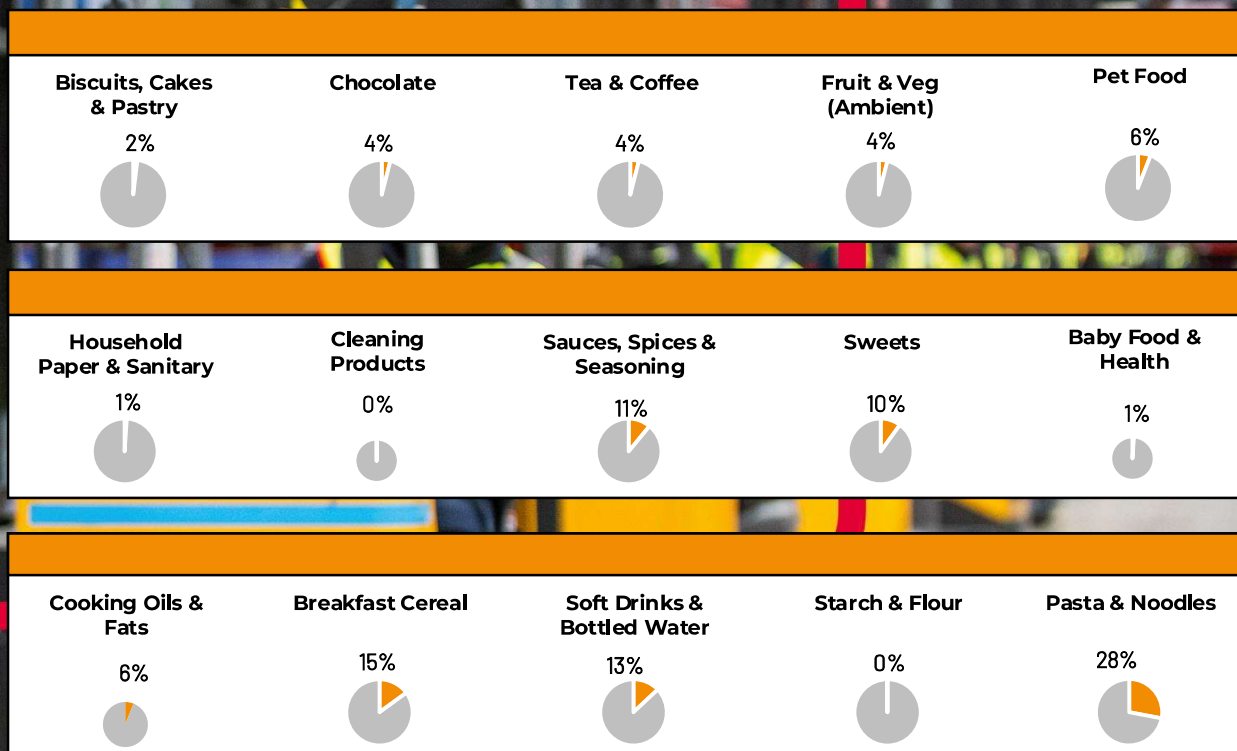 Biscuits, Cakes
& Pastry
2%
Chocolate
4%
Tea & Coffee
4%
Fruit & Veg
(Ambient)
4%
Pet Food
6%
Household
Paper & Sanitary
1%
Cleaning
Products
0%
Sauces, Spices &
Seasoning
11%
Sweets
10%
Baby Food &
Health
1%
Cooking Oils &
Fats
6%
Breakfast Cereal
15%
Soft Drinks &
Bottled Water
13%
Starch & Flour
0%
Pasta & Noodles
28%